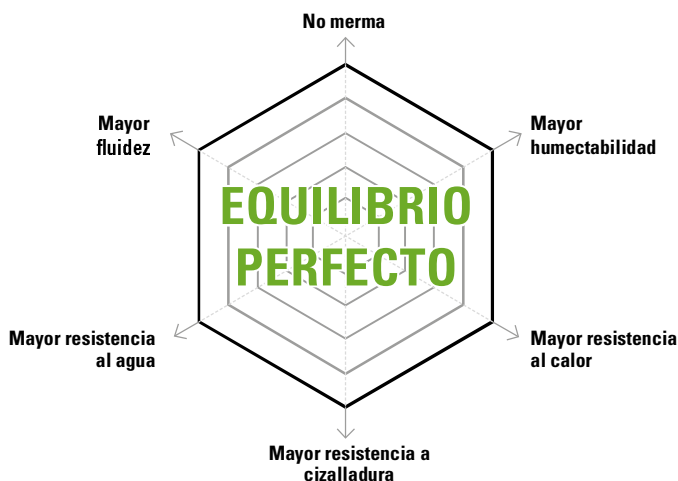 No merma
Mayor
fluidez
Mayor
humectabilidad
EQUILIBRIO
PERFECTO
Mayor resistencia
al agua
Mayor resistencia
al calor
Mayor resistencia a
cizalladura